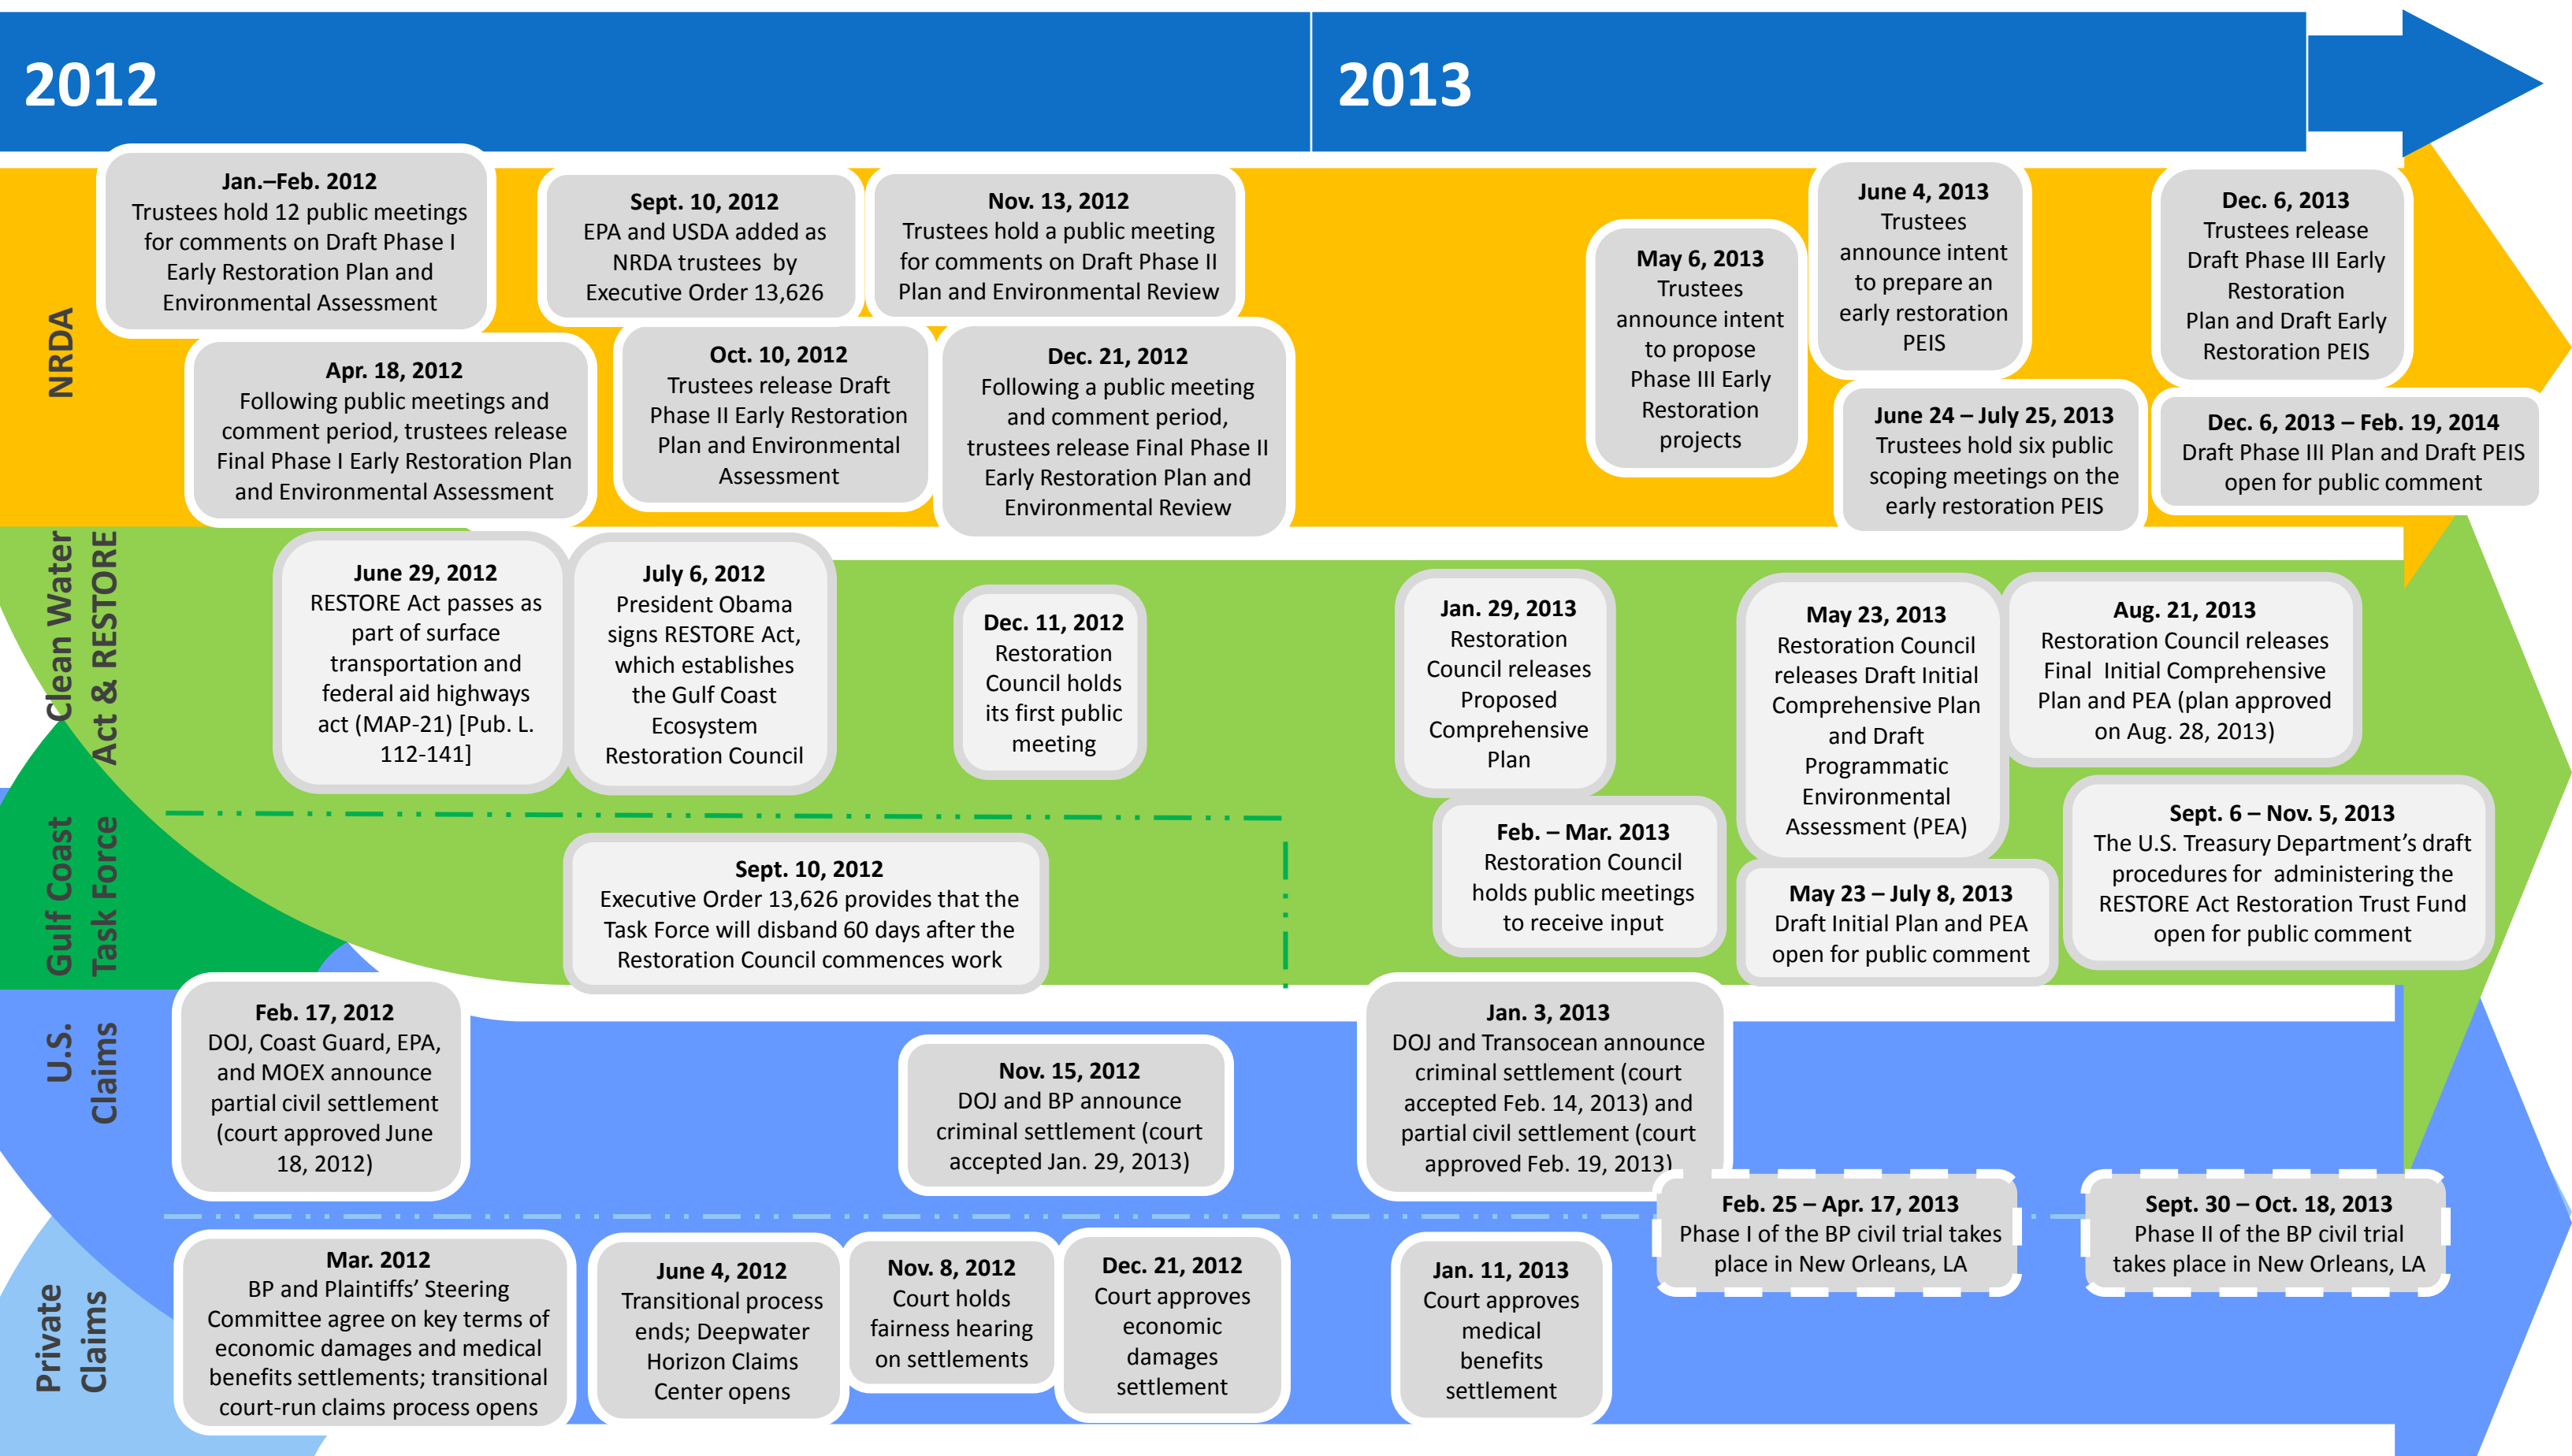 2012
2013
NRDA
Jan.–Feb. 2012
Trustees hold 12 public meetings
for comments on Draft Phase I
Early Restoration Plan and
Environmental Assessment
Apr. 18, 2012
Following public meetings and
comment period, trustees release
Final Phase I Early Restoration Plan
and Environmental Assessment
Sept. 10, 2012
EPA and USDA added as
NRDA trustees by
Executive Order 13,626
Oct. 10, 2012
Trustees release Draft
Phase II Early Restoration
Plan and Environmental
Assessment
Nov. 13, 2012
Trustees hold a public meeting
for comments on Draft Phase II
Plan and Environmental Review
Dec. 21, 2012
Following a public meeting
and comment period,
trustees release Final Phase II
Early Restoration Plan and
Environmental Review
May 6, 2013
Trustees
announce intent
to propose
Phase III Early
Restoration
projects
June 4, 2013
Trustees
announce intent
to prepare an
early restoration
PEIS
June 24 – July 25, 2013
Trustees hold six public
scoping meetings on the
early restoration PEIS
Dec. 6, 2013
Trustees release
Draft Phase III Early
Restoration
Plan and Draft Early
Restoration PEIS
Dec. 6, 2013 – Feb. 19, 2014
Draft Phase III Plan and Draft PEIS
open for public comment
Clean Water
Act & RESTORE
June 29, 2012
RESTORE Act passes as
part of surface
transportation and
federal aid highways
act (MAP-21) [Pub. L.
112-141]
July 6, 2012
President Obama
signs RESTORE Act,
which establishes
the Gulf Coast
Ecosystem
Restoration Council
Dec. 11, 2012
Restoration
Council holds
its first public
meeting
Jan. 29, 2013
Restoration
Council releases
Proposed
Comprehensive
Plan
Feb. – Mar. 2013
Restoration Council
holds public meetings
to receive input
May 23, 2013
Restoration Council
releases Draft Initial
Comprehensive Plan
and Draft
Programmatic
Environmental
Assessment (PEA)
May 23 – July 8, 2013
Draft Initial Plan and PEA
open for public comment
Aug. 21, 2013
Restoration Council releases
Final Initial Comprehensive
Plan and PEA (plan approved
on Aug. 28, 2013)
Sept. 6 – Nov. 5, 2013
The U.S. Treasury Department’s draft
procedures for administering the
RESTORE Act Restoration Trust Fund
open for public comment
Gulf Coast
Task Force
Sept. 10, 2012
Executive Order 13,626 provides that the
Task Force will disband 60 days after the
Restoration Council commences work
U.S.
Claims
Feb. 17, 2012
DOJ, Coast Guard, EPA,
and MOEX announce
partial civil settlement
(court approved June
18, 2012)
Nov. 15, 2012
DOJ and BP announce
criminal settlement (court
accepted Jan. 29, 2013)
Jan. 3, 2013
DOJ and Transocean announce
criminal settlement (court
accepted Feb. 14, 2013) and
partial civil settlement (court
approved Feb. 19, 2013)
Feb. 25 – Apr. 17, 2013
Phase I of the BP civil trial takes
place in New Orleans, LA
Sept. 30 – Oct. 18, 2013
Phase II of the BP civil trial
takes place in New Orleans, LA
Private
Claims
Mar. 2012
BP and Plaintiffs’ Steering
Committee agree on key terms of
economic damages and medical
benefits settlements; transitional
court-run claims process opens
June 4, 2012
Transitional process
ends; Deepwater
Horizon Claims
Center opens
Nov. 8, 2012
Court holds
fairness hearing
on settlements
Dec. 21, 2012
Court approves
economic
damages
settlement
Jan. 11, 2013
Court approves
medical
benefits
settlement